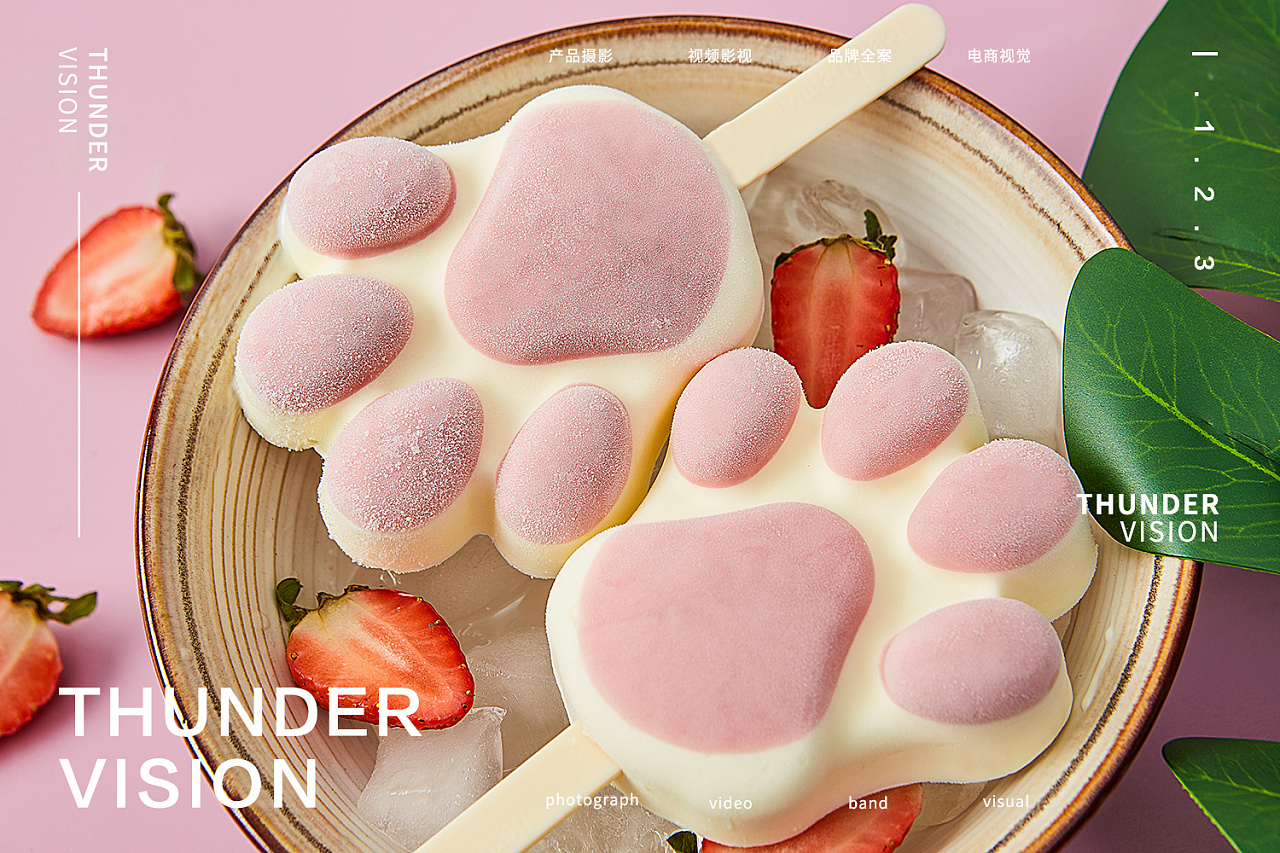 THUNDER
VISION
产品摄影
视频影视
品牌全案
电商视觉
1.2.3
THUNDER
VISION
THUNDER
VISION
photograph
video
band
visual